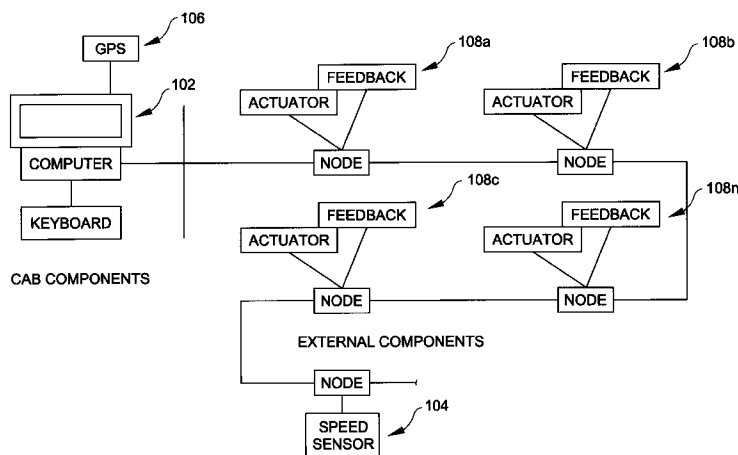 106
GPS
102
COMPUTER
KEYBOARD
CAB COMPONENTS
108a
FEEDBACK
ACTUATOR
NODE
108b
FEEDBACK
ACTUATOR
NODE
108c
FEEDBACK
ACTUATOR
NODE
108n
FEEDBACK
ACTUATOR
NODE
EXTERNAL COMPONENTS
NODE
104
SPEED
SENSOR